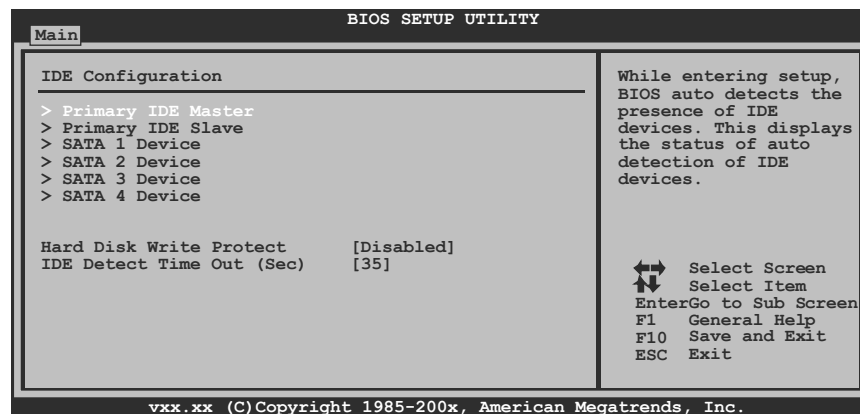 BIOS SETUP UTILITY
Main
IDE Configuration
> Primary IDE Master
> Primary IDE Slave
> SATA 1 Device
> SATA 2 Device
> SATA 3 Device
> SATA 4 Device
Hard Disk Write Protect [Disabled]
IDE Detect Time Out (Sec) [35]
While entering setup,
BIOS auto detects the
presence of IDE
devices. This displays
the status of auto
detection of IDE
devices.
Select Screen
Select Item
EnterGo to Sub Screen
F1 General Help
F10 Save and Exit
ESC Exit
vxx.xx (C)Copyright 1985-200x, American Megatrends, Inc.